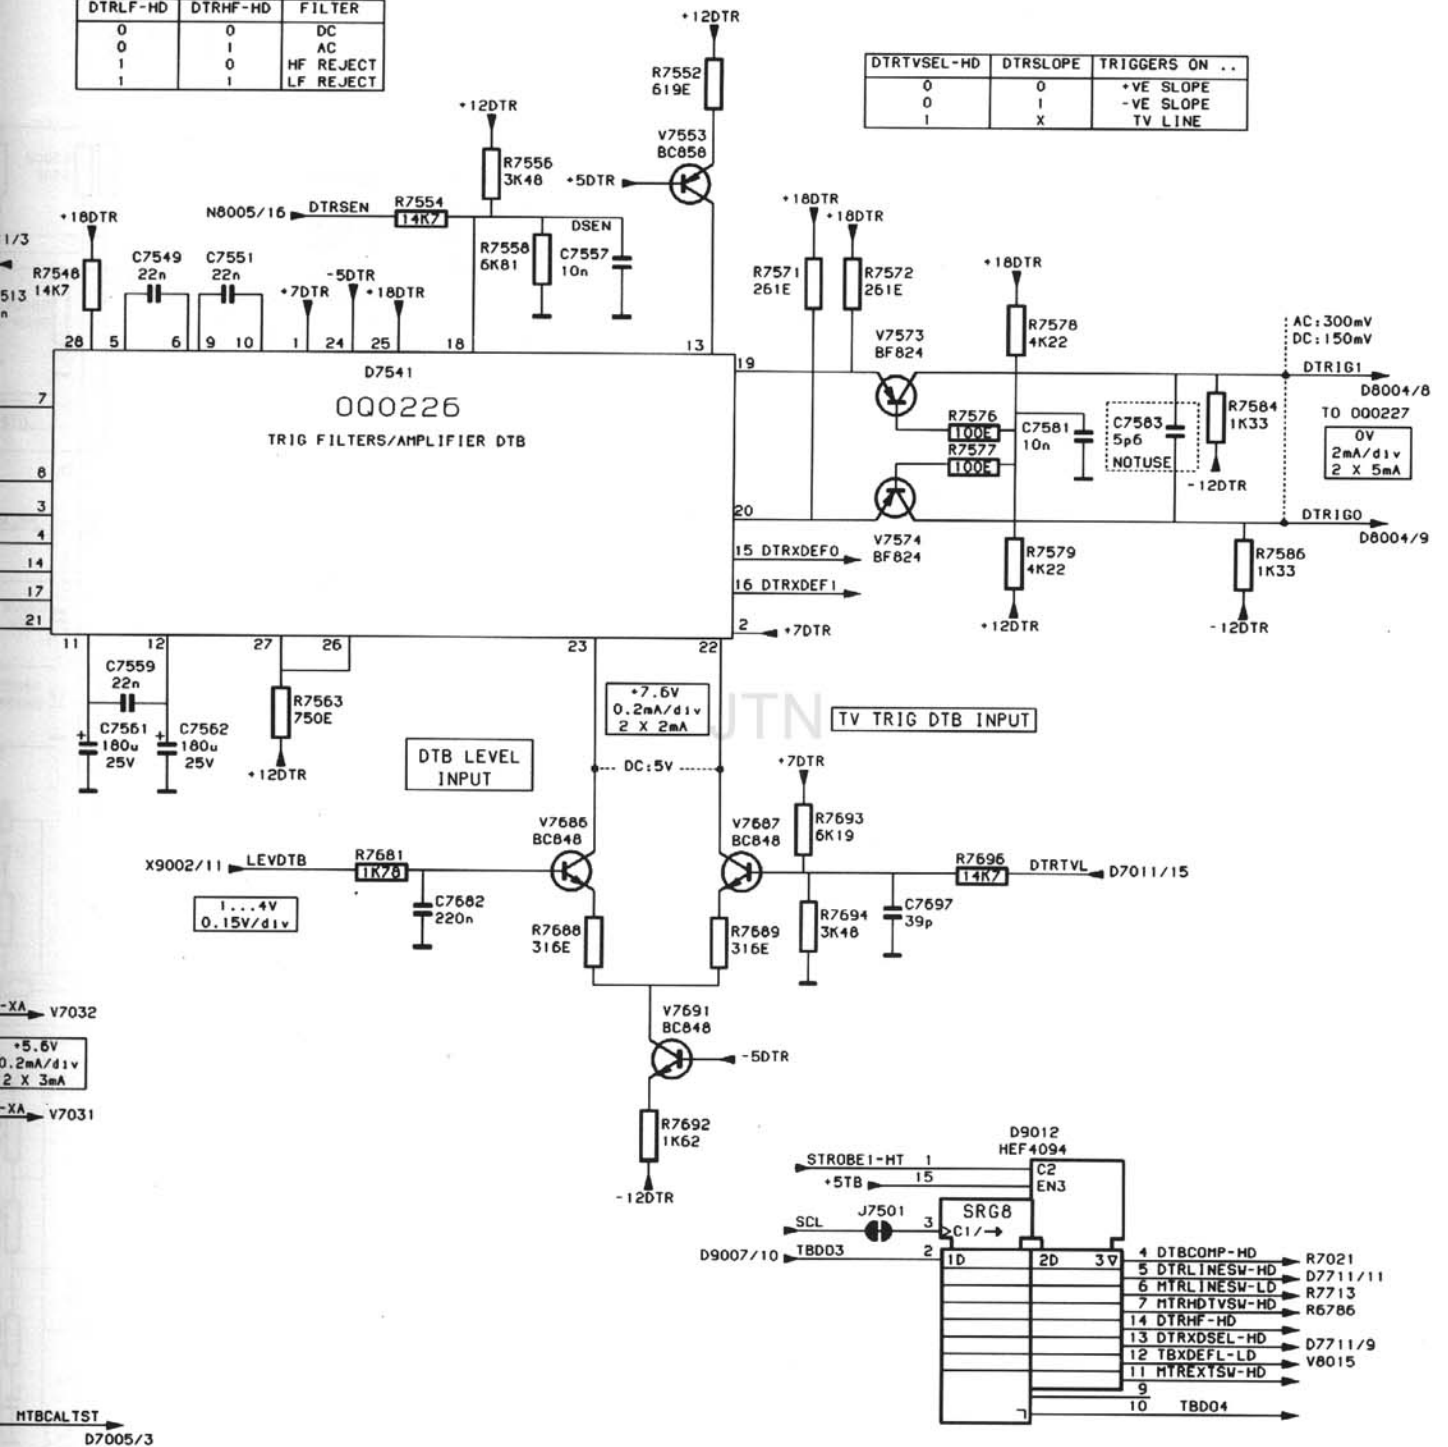 DTRLF-HD DTRHF-HD FILTER
0 0 DC
0 1 AC
1 0 HF REJECT
1 1 LF REJECT
+12DTR
R7552
619E
V7553
BC858
+5DTR
DTRTVSEL-HD DTRSLOPE TRIGGERS ON ..
0 0 +VE SLOPE
0 1 -VE SLOPE
1 X TV LINE
+12DTR
R7556
3K48
N8005/16 DTRSEN
R7554
14K7
DSEN
R7558
6K81
C7557
10n
+18DTR
R7548
14K7
1/3
513
n
C7549
22n
C7551
22n
-5DTR
+7DTR
+18DTR
28 5 6 9 10 1 24 25 18 13
+18DTR
+18DTR
R7571
261E
R7572
261E
+18DTR
R7578
4K22
V7573
BF824
AC:300mV
DC:150mV
DTRIG1
D8004/8
TO OQ0227
0V
2mA/div
2 X 5mA
R7576
100E
R7577
100E
C7581
10n
C7583
5p6
NOTUSE
R7584
1K33
-12DTR
DTRIG0
D8004/9
V7574
BF824
R7579
4K22
+12DTR
R7586
1K33
-12DTR
D7541
OQ0226
TRIG FILTERS/AMPLIFIER DTB
7
8
3
4
14
17
21
19
20
15 DTRXDEF0
16 DTRXDEF1
2 +7DTR
11 12 27 26 23 22
C7559
22n
C7561
180u
25V
C7562
180u
25V
+
+
R7563
750E
+12DTR
+7.6V
0.2mA/div
2 X 2mA
JTN
TV TRIG DTB INPUT
DTB LEVEL
INPUT
DC:5V
+7DTR
V7686
BC848
V7687
BC848
R7693
6K19
X9002/11 LEVDTB
R7681
1K78
R7696
14K7
DTRTVL D7011/15
1...4V
0.15V/div
C7682
220n
R7688
316E
R7689
316E
R7694
3K48
C7697
39p
V7691
BC848
-5DTR
R7692
1K62
-12DTR
-XA V7032
+5.6V
0.2mA/div
2 X 3mA
-XA V7031
D9012
HEF4094
STROBE1-HT 1 C2
+5TB 15 EN3
SRG8
SCL J7501 3 C1/→
D9007/10 TBDO3 2 1D 2D 3▽
4 DTBCOMP-HD R7021
5 DTRLINESW-HD D7711/11
6 MTRLINESW-LD R7713
7 MTRHDTVSW-HD R6786
14 DTRHF-HD
13 DTRXDSEL-HD D7711/9
12 TBXDEFL-LD V8015
11 MTREXTSW-HD
9
10 TBDO4
MTBCALTST
D7005/3